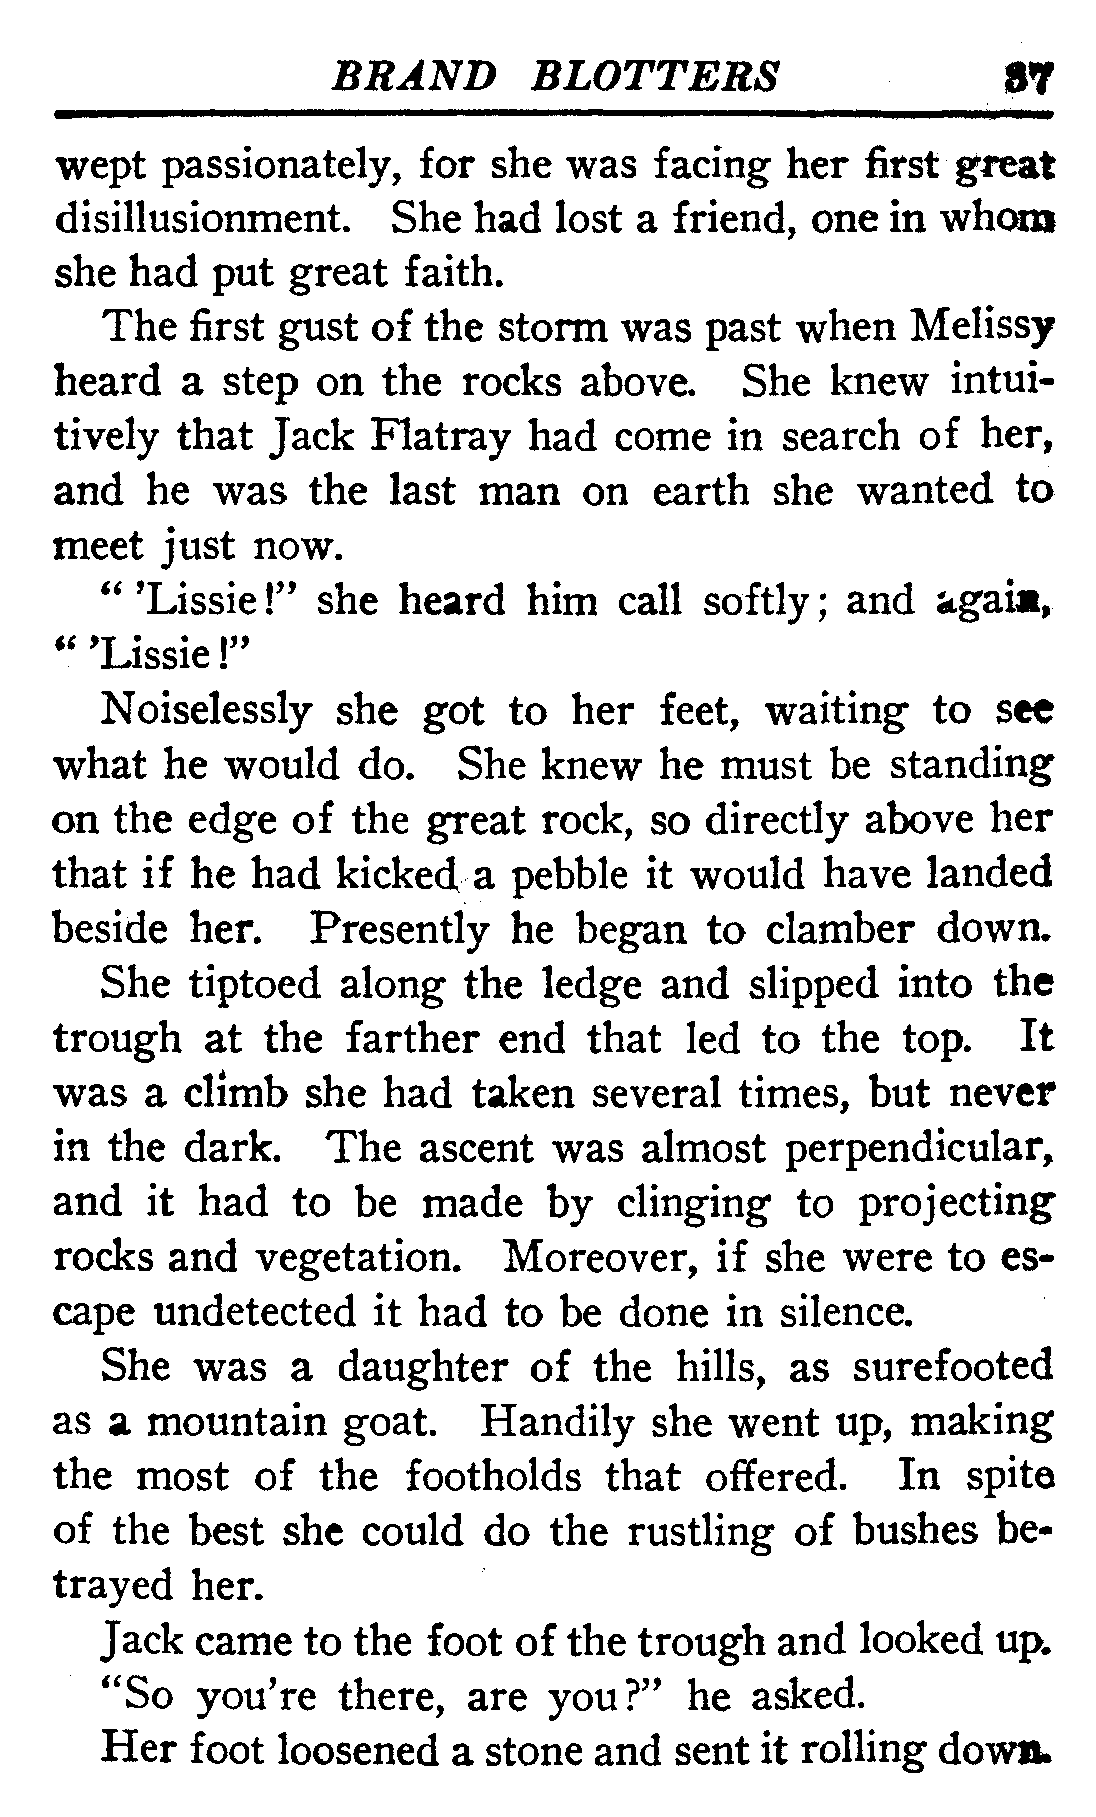 BRAND BLOTTERS 37
wept passionately, for she was facing her first great
disillusionment. She had lost a friend, one in whom
she had put great faith.
The first gust of the storm was past when Melissy
heard a step on the rocks above. She knew intui-
tively that Jack Flatray had come in search of her,
and he was the last man on earth she wanted to
meet just now.
“ ’Lissie!” she heard him call softly; and again,
“ ’Lissie!”
Noiselessly she got to her feet, waiting to see
what he would do. She knew he must be standing
on the edge of the great rock, so directly above her
that if he had kicked a pebble it would have landed
beside her. Presently he began to clamber down.
She tiptoed along the ledge and slipped into the
trough at the farther end that led to the top. It
was a climb she had taken several times, but never
in the dark. The ascent was almost perpendicular,
and it had to be made by clinging to projecting
rocks and vegetation. Moreover, if she were to es-
cape undetected it had to be done in silence.
She was a daughter of the hills, as surefooted
as a mountain goat. Handily she went up, making
the most of the footholds that offered. In spite
of the best she could do the rustling of bushes be-
trayed her.
Jack came to the foot of the trough and looked up.
“So you’re there, are you?” he asked.
Her foot loosened a stone and sent it rolling down.